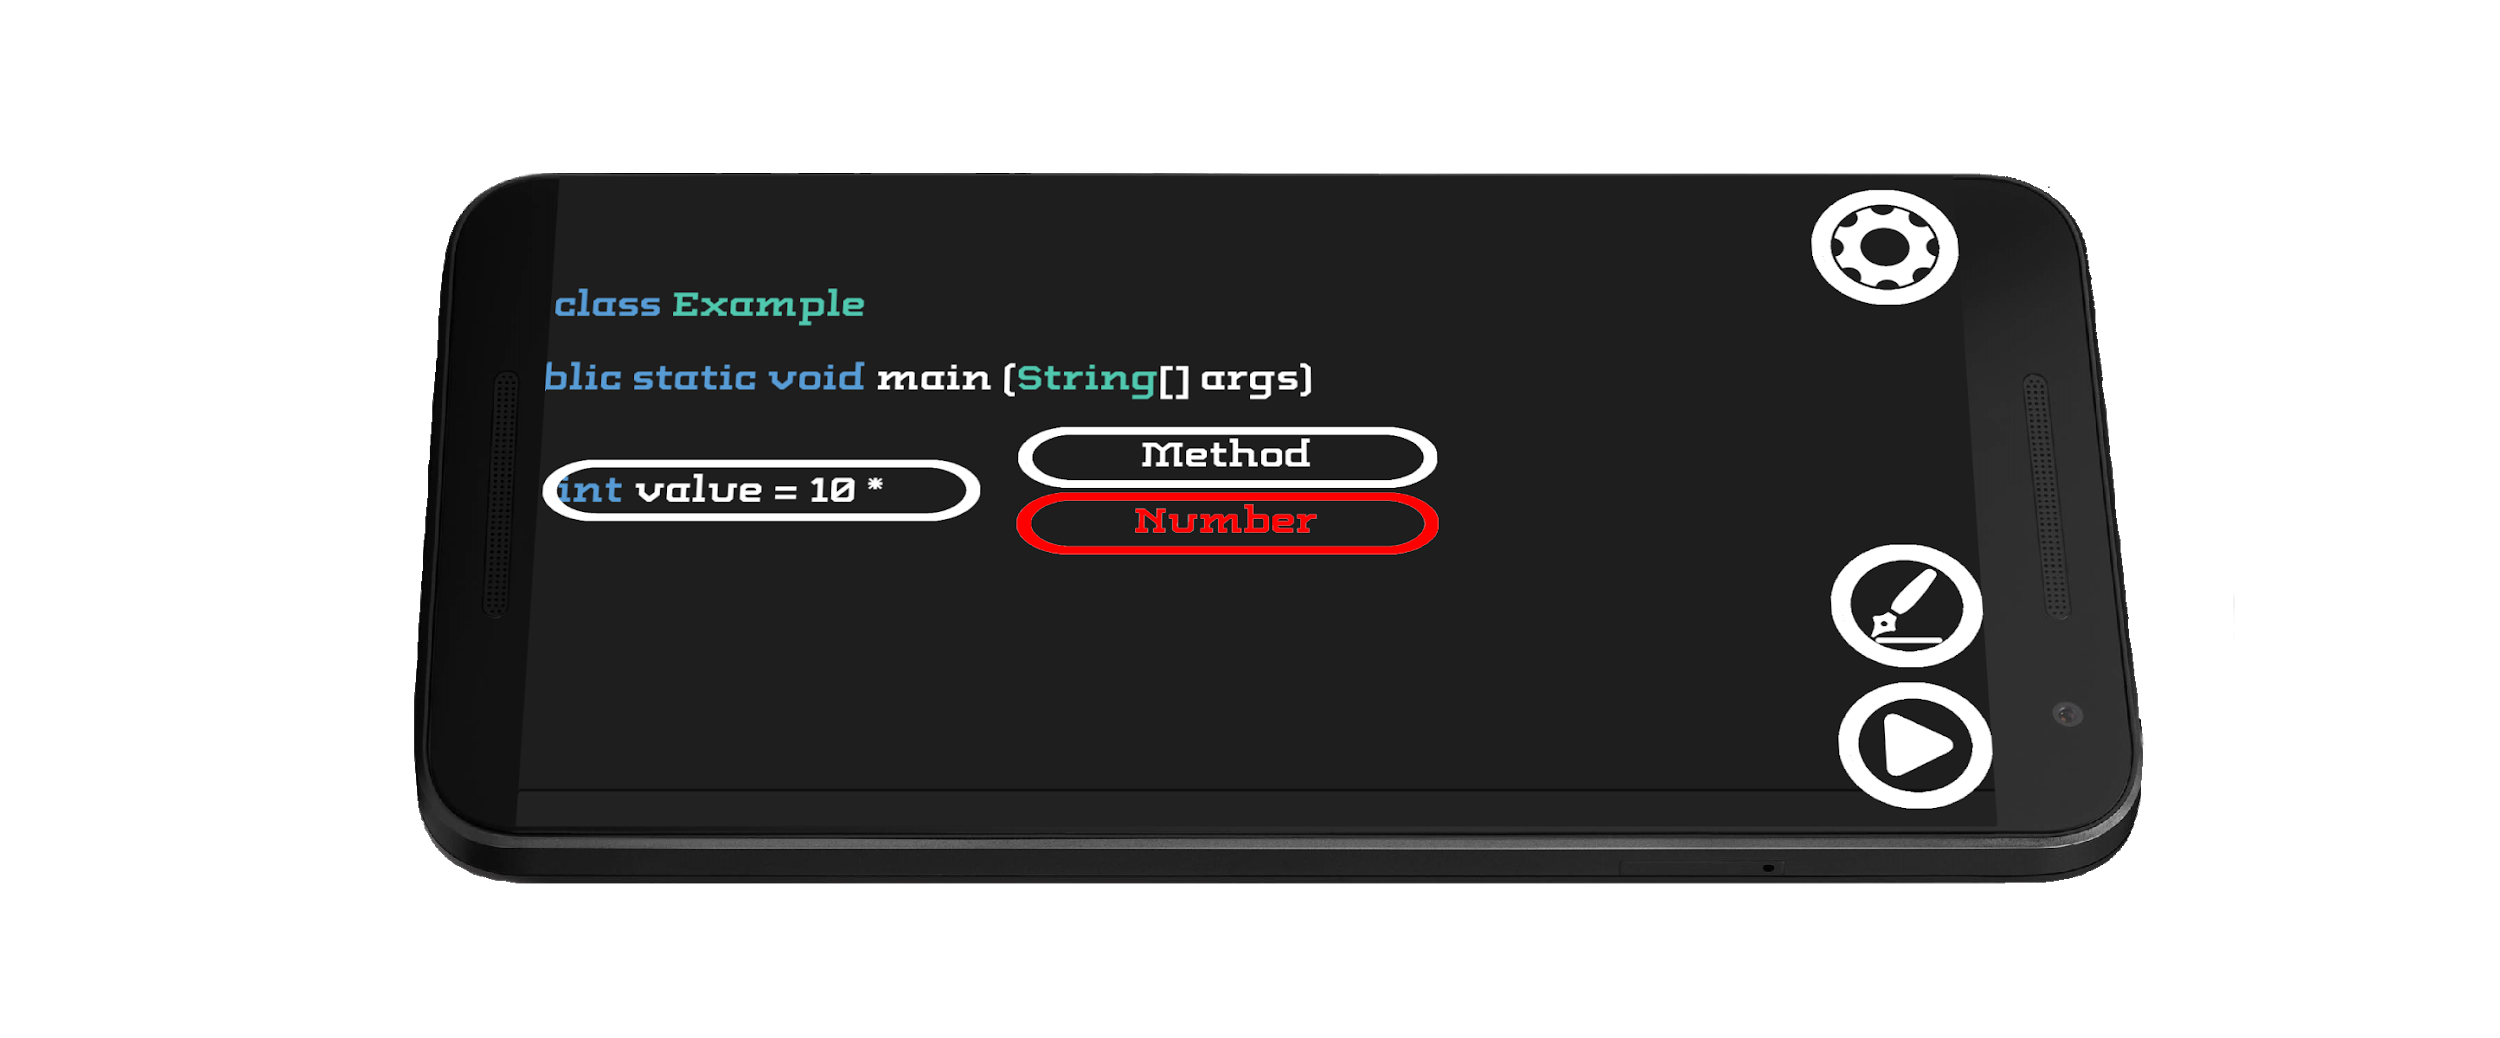 class Example
blic static void main (String[] args)
Method
int value = 10 *
Number